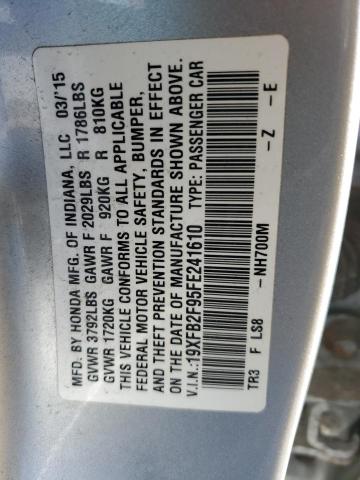 MFD. BY HONDA MFG. OF INDIANA, LLC 03/'15
GVWR 3792LBS GAWR F 2029LBS R 1786LBS
GVWR 1720KG GAWR F 920KG R 810KG
THIS VEHICLE CONFORMS TO ALL APPLICABLE
FEDERAL MOTOR VEHICLE SAFETY, BUMPER,
AND THEFT PREVENTION STANDARDS IN EFFECT
ON THE DATE OF MANUFACTURE SHOWN ABOVE.
V.I.N.:19XFB2F95FE241610 TYPE: PASSENGER CAR
-Z -E
-NH700M
TR3 F LS8